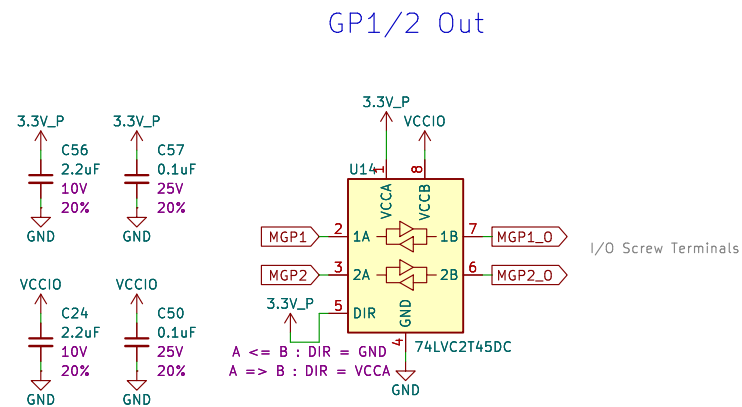 GP1/2 Out
3.3V_P
C56
2.2uF
10V
20%
GND
3.3V_P
C57
0.1uF
25V
20%
GND
VCCIO
C24
2.2uF
10V
20%
GND
VCCIO
C50
0.1uF
25V
20%
GND
3.3V_P
VCCIO
U14
1
8
VCCA
VCCB
MGP1
2
1A
1B
7
MGP1_O
MGP2
3
2A
2B
6
MGP2_O
I/O Screw Terminals
3.3V_P
5
DIR
GND
4
74LVC2T45DC
A <= B : DIR = GND
A => B : DIR = VCCA
GND